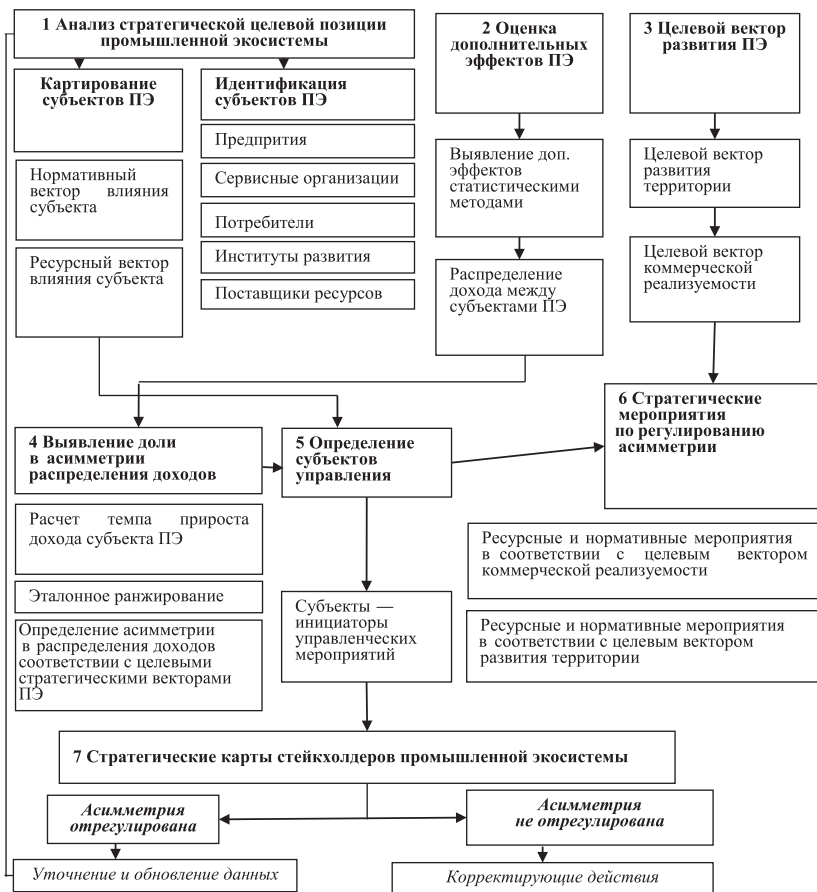 1 Анализ стратегической целевой позиции
промышленной экосистемы
Картирование
субъектов ПЭ
Нормативный
вектор влияния
субъекта
Ресурсный вектор
влияния субъекта
Идентификация
субъектов ПЭ
Предпрития
Сервисные организации
Потребители
Институты развития
Поставщики ресурсов
2 Оценка
дополнительных
эффектов ПЭ
Выявление доп.
эффектов
статистическими
методами
Распределение
дохода между
субъектами ПЭ
3 Целевой вектор
развития ПЭ
Целевой вектор
развития
территории
Целевой вектор
коммерческой
реализуемости
4 Выявление доли
в асимметрии
распределения доходов
Расчет темпа прироста
дохода субъекта ПЭ
Эталонное ранжирование
Определение асимметрии
в распределения доходов
соответствии с целевыми
стратегическими векторами
ПЭ
5 Определение
субъектов
управления
Субъекты —
инициаторы
управленческих
мероприятий
6 Стратегические
мероприятия
по регулированию
асимметрии
Ресурсные и нормативные мероприятия
в соответствии с целевым вектором
коммерческой реализуемости
Ресурсные и нормативные мероприятия
в соответствии с целевым вектором
развития территории
7 Стратегические карты стейкхолдеров промышленной экосистемы
Асимметрия
отрегулирована
Асимметрия
не отрегулирована
Уточнение и обновление данных
Корректирующие действия